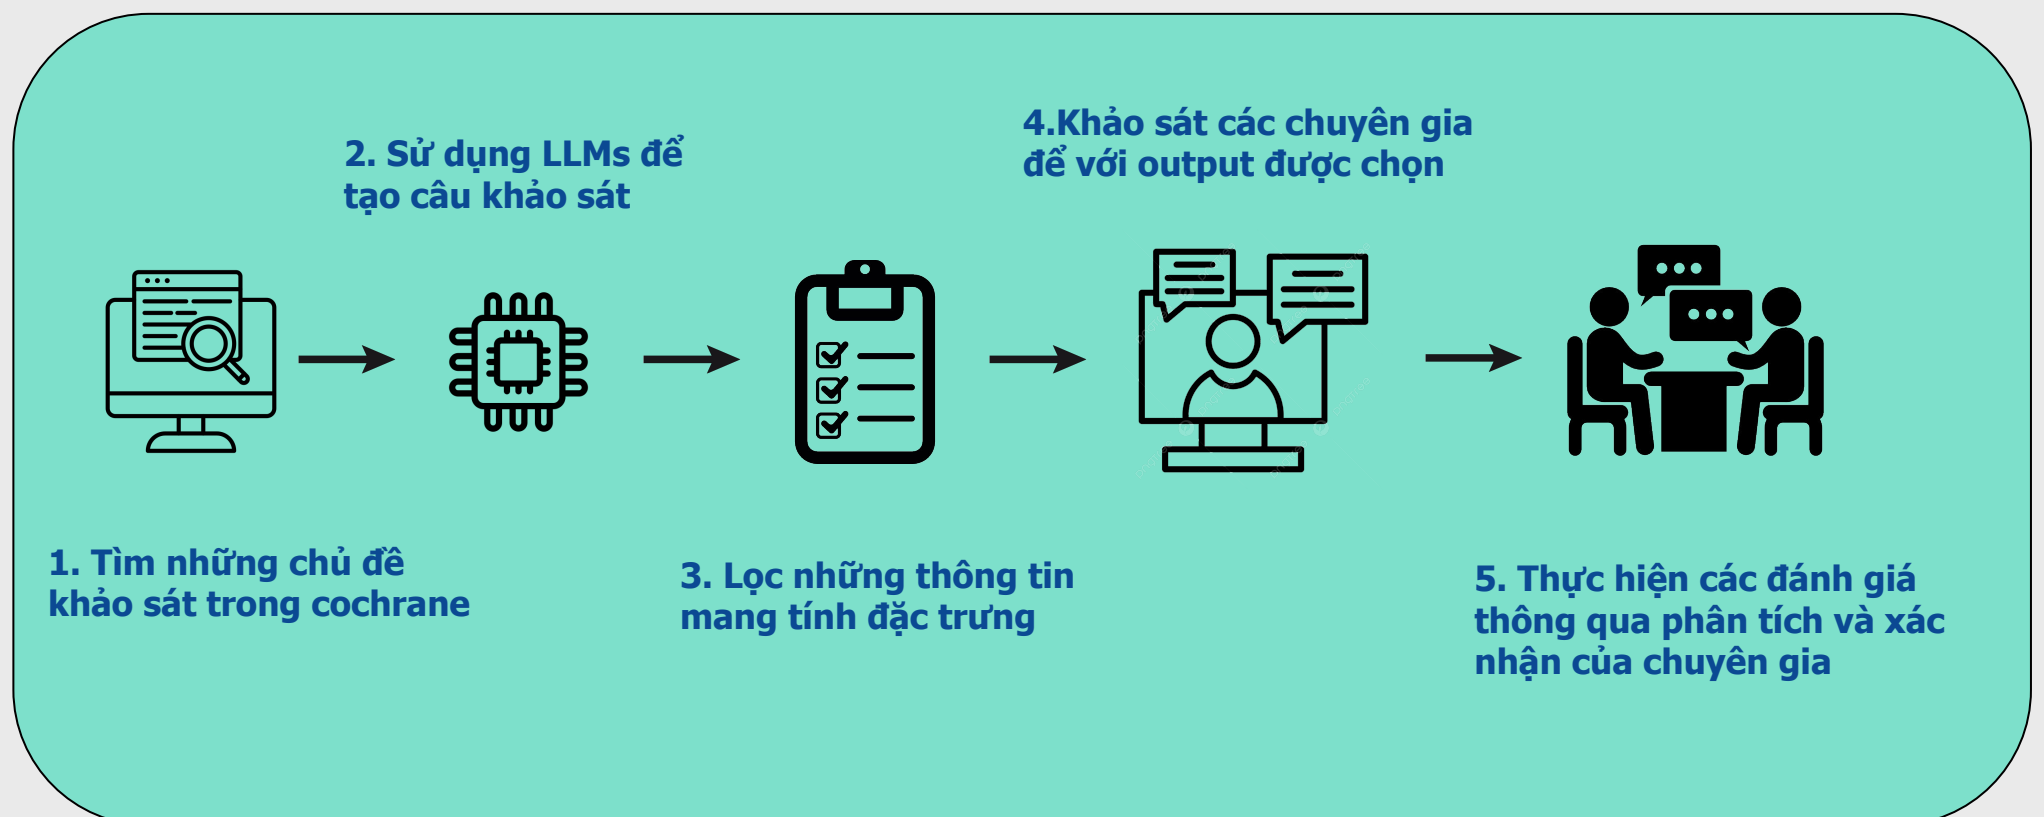 1. Tìm những chủ đề
khảo sát trong cochrane
2. Sử dụng LLMs để
tạo câu khảo sát
3. Lọc những thông tin
mang tính đặc trưng
4.Khảo sát các chuyên gia
để với output được chọn
5. Thực hiện các đánh giá
thông qua phân tích và xác
nhận của chuyên gia